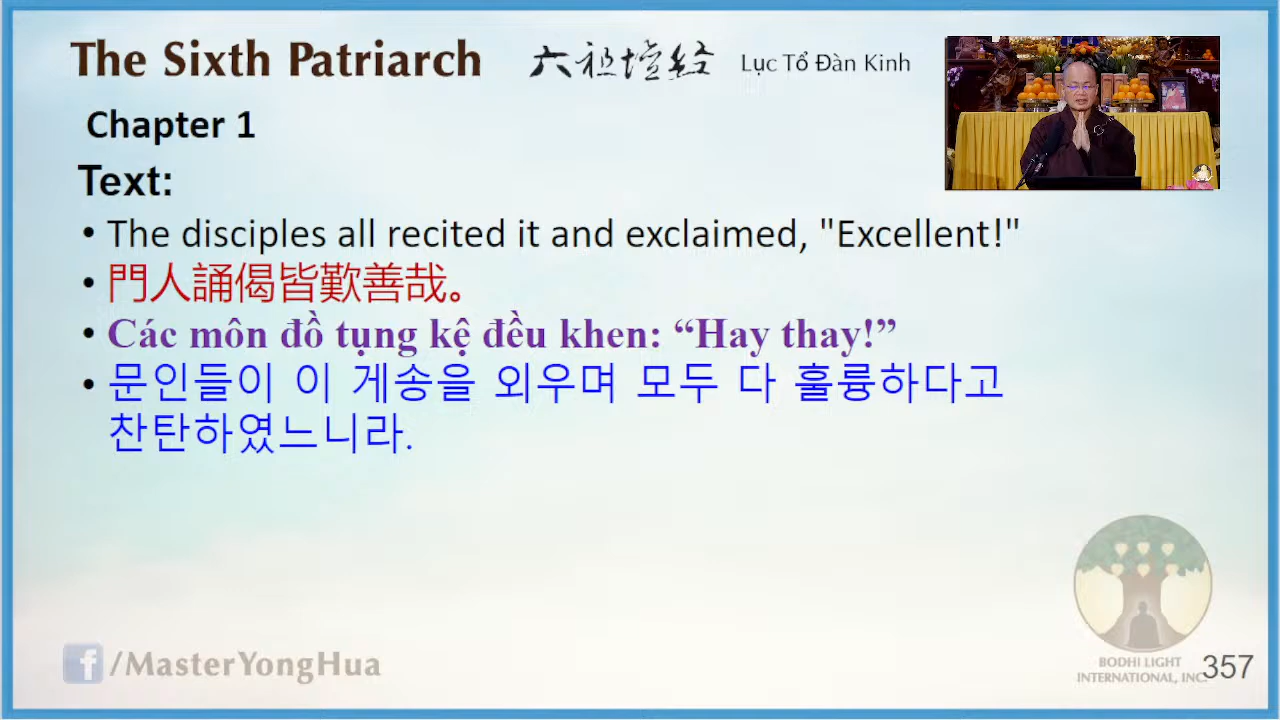 The Sixth Patriarch 六祖壇经 Lục Tổ Đàn Kinh
Chapter 1
Text:
• The disciples all recited it and exclaimed, "Excellent!"
• 門人誦偈皆歎善哉。
• Các môn đồ tụng kệ đều khen: “Hay thay!”
• 문인들이 이 게송을 외우며 모두 다 훌륭하다고
찬탄하였느니라.
f/MasterYongHua
BODHI LIGHT
INTERNATIONAL, INC.
357